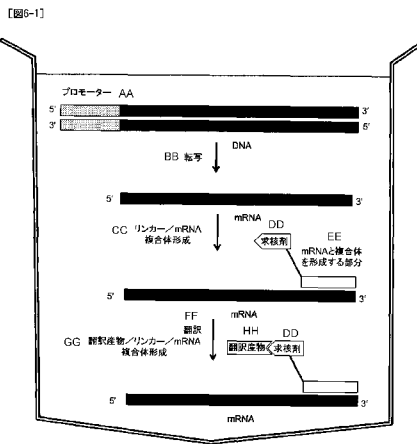 [図6-1]
プロモーター AA
5' 3'
3' 5'
DNA
BB 転写
5' 3'
mRNA
CC リンカー/mRNA
複合体形成
DD
求核剤
EE
mRNAと複合体
を形成する部分
5' 3'
mRNA
FF
翻訳
GG 翻訳産物/リンカー/mRNA
複合体形成
HH
翻訳産物
DD
求核剤
5' 3'
mRNA